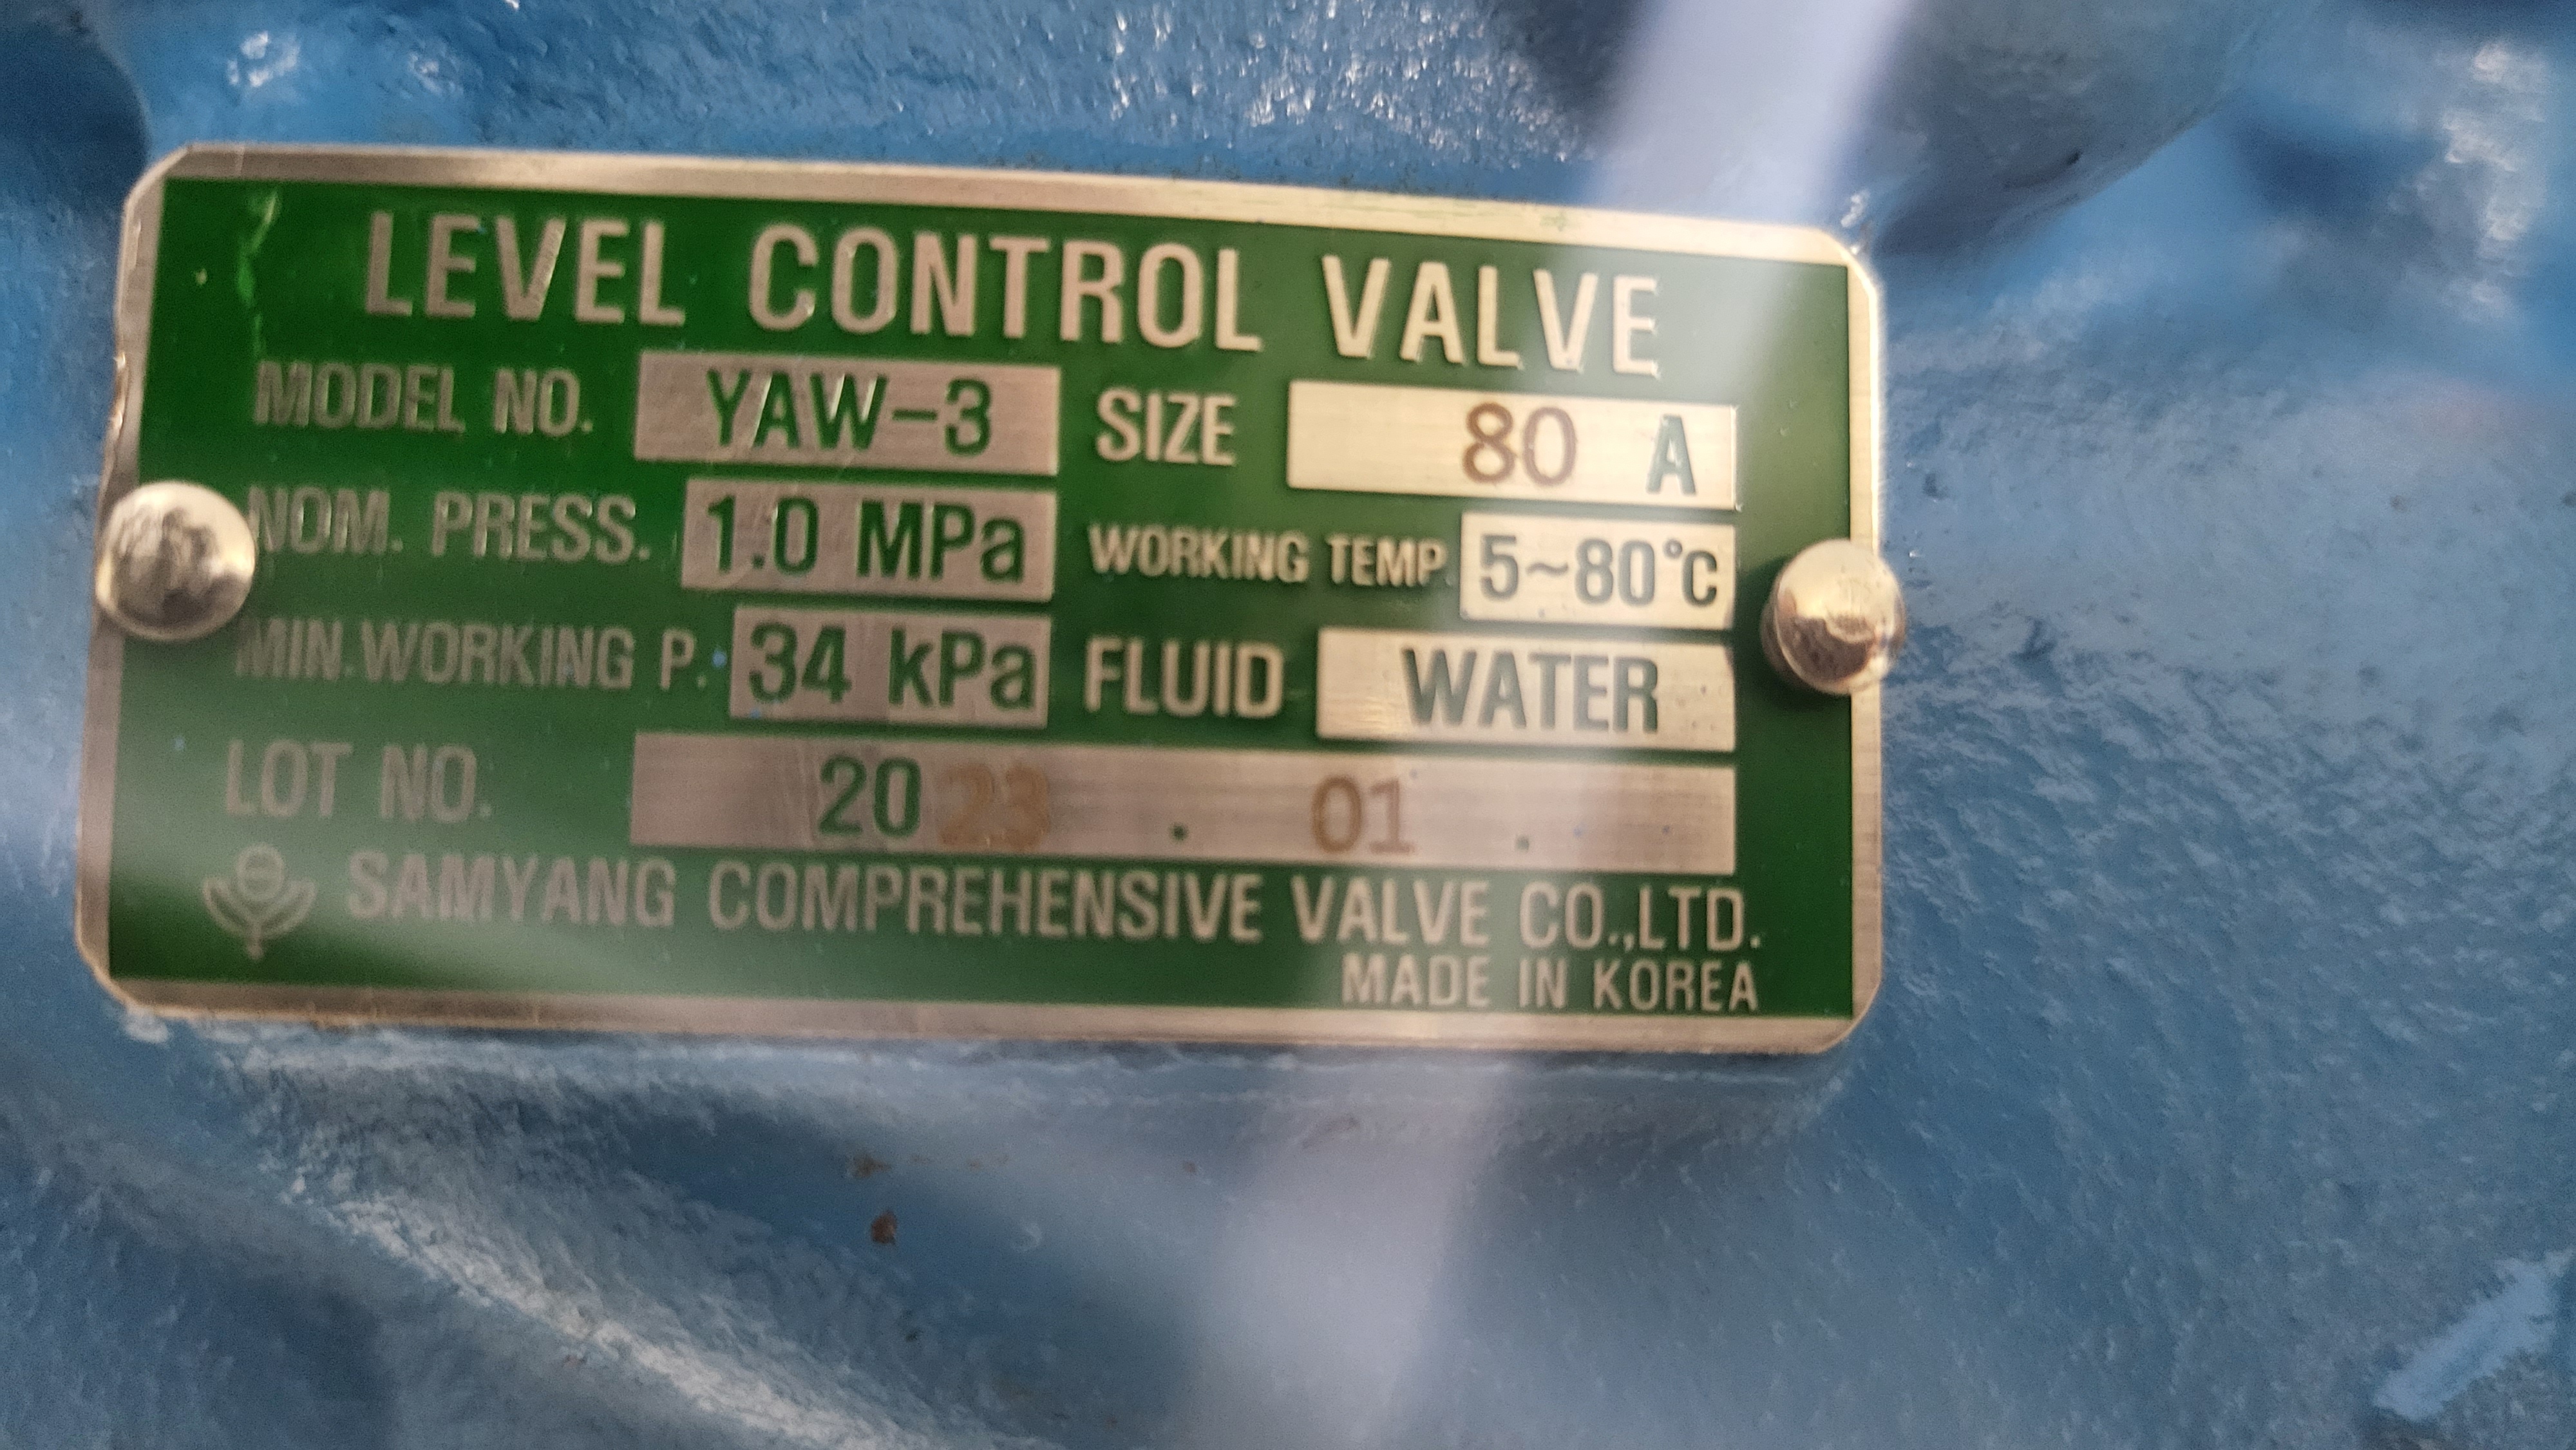 LEVEL CONTROL VALVE
MODEL NO. YAW-3 SIZE 80 A
NOM. PRESS. 1.0 MPa WORKING TEMP. 5~80°C
MIN.WORKING P. 34 kPa FLUID WATER
LOT NO. 2023 . 01 .
SAMYANG COMPREHENSIVE VALVE CO.,LTD.
MADE IN KOREA